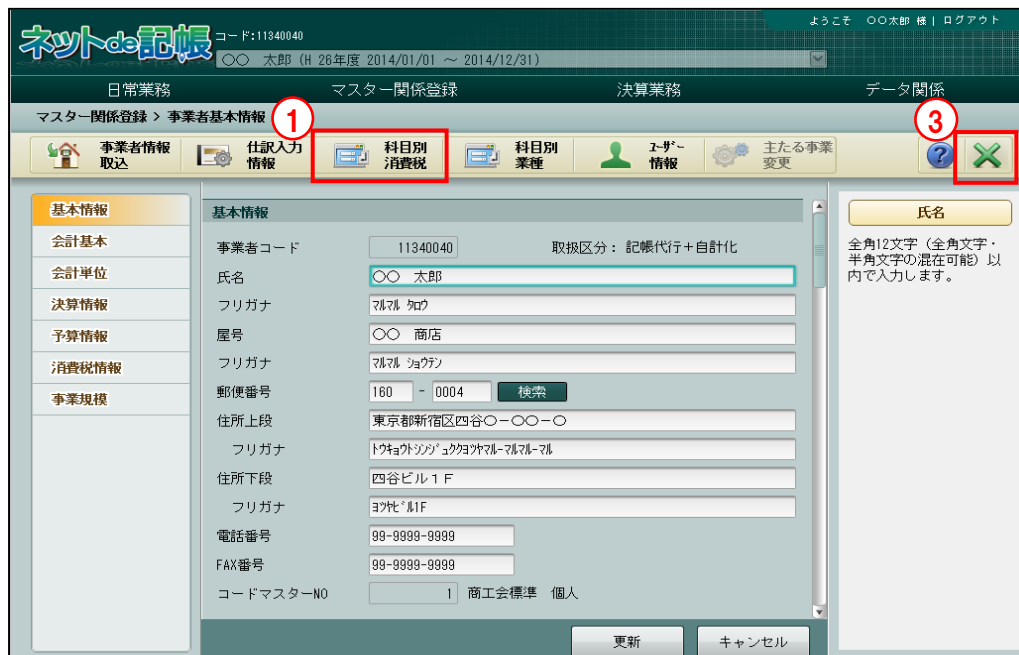 ようこそ 〇〇太郎 様 | ログアウト
ネットde記帳
コード:11340040
〇〇 太郎 (H 26年度 2014/01/01 ～ 2014/12/31)
日常業務 マスター関係登録 決算業務 データ関係
マスター関係登録 > 事業者基本情報
① ③
事業者情報取込 仕訳入力情報 科目別消費税 科目別業種 ユーザー情報 主たる事業変更 ?
基本情報
会計基本
会計単位
決算情報
予算情報
消費税情報
事業規模
基本情報
事業者コード 11340040 取扱区分：記帳代行＋自計化
氏名 〇〇 太郎
フリガナ ﾏﾙﾏﾙ ﾀﾛｳ
屋号 〇〇 商店
フリガナ ﾏﾙﾏﾙ ｼｮｳﾃﾝ
郵便番号 160 - 0004 検索
住所上段 東京都新宿区四谷〇－〇〇－〇
フリガナ ﾄｳｷｮｳﾄｼﾝｼﾞｭｸｸﾖﾂﾔﾏﾙ-ﾏﾙﾏﾙ-ﾏﾙ
住所下段 四谷ビル１Ｆ
フリガナ ﾖﾂﾔﾋﾞﾙ1F
電話番号 99-9999-9999
FAX番号 99-9999-9999
コードマスターNO 1 商工会標準 個人
更新 キャンセル
氏名
全角12文字（全角文字・
半角文字の混在可能）以
内で入力します。